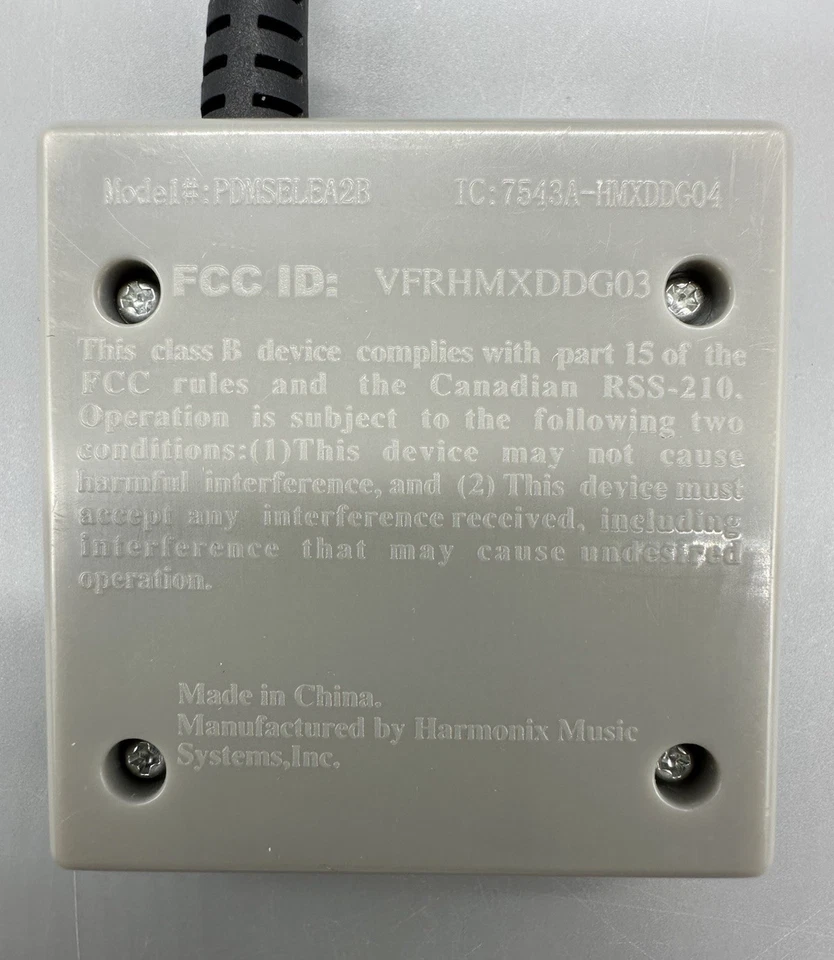 Model#:PDMSELEA2B IC:7543A-HMXDDG04
FCC ID: VFRHMXDDG03
This class B device complies with part 15 of the
FCC rules and the Canadian RSS-210.
Operation is subject to the following two
conditions:(1)This device may not cause
harmful interference, and (2) This device must
accept any interference received, including
interference that may cause undesired
operation.
Made in China.
Manufactured by Harmonix Music
Systems,Inc.